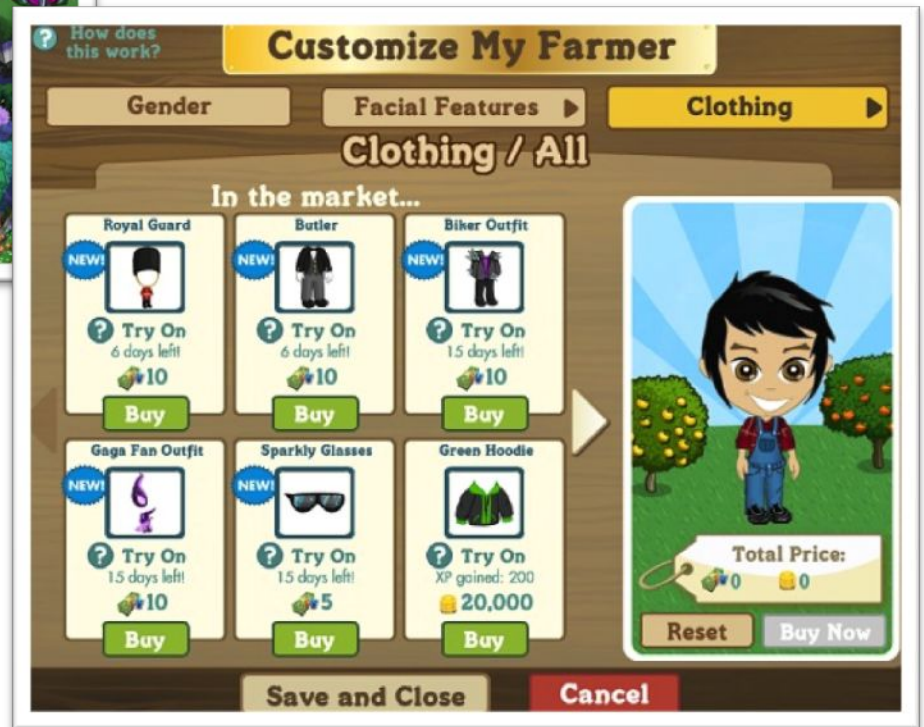 ? How does
this work?
Customize My Farmer
Gender
Facial Features
Clothing
Clothing / All
In the market...
Royal Guard
NEW!
? Try On
6 days left!
10
Buy
Butler
NEW!
? Try On
6 days left!
10
Buy
Biker Outfit
NEW!
? Try On
15 days left!
10
Buy
Gaga Fan Outfit
NEW!
? Try On
15 days left!
10
Buy
Sparkly Glasses
NEW!
? Try On
15 days left!
5
Buy
Green Hoodie
? Try On
XP gained: 200
20,000
Buy
Total Price:
0 0
Reset
Buy Now
Save and Close
Cancel